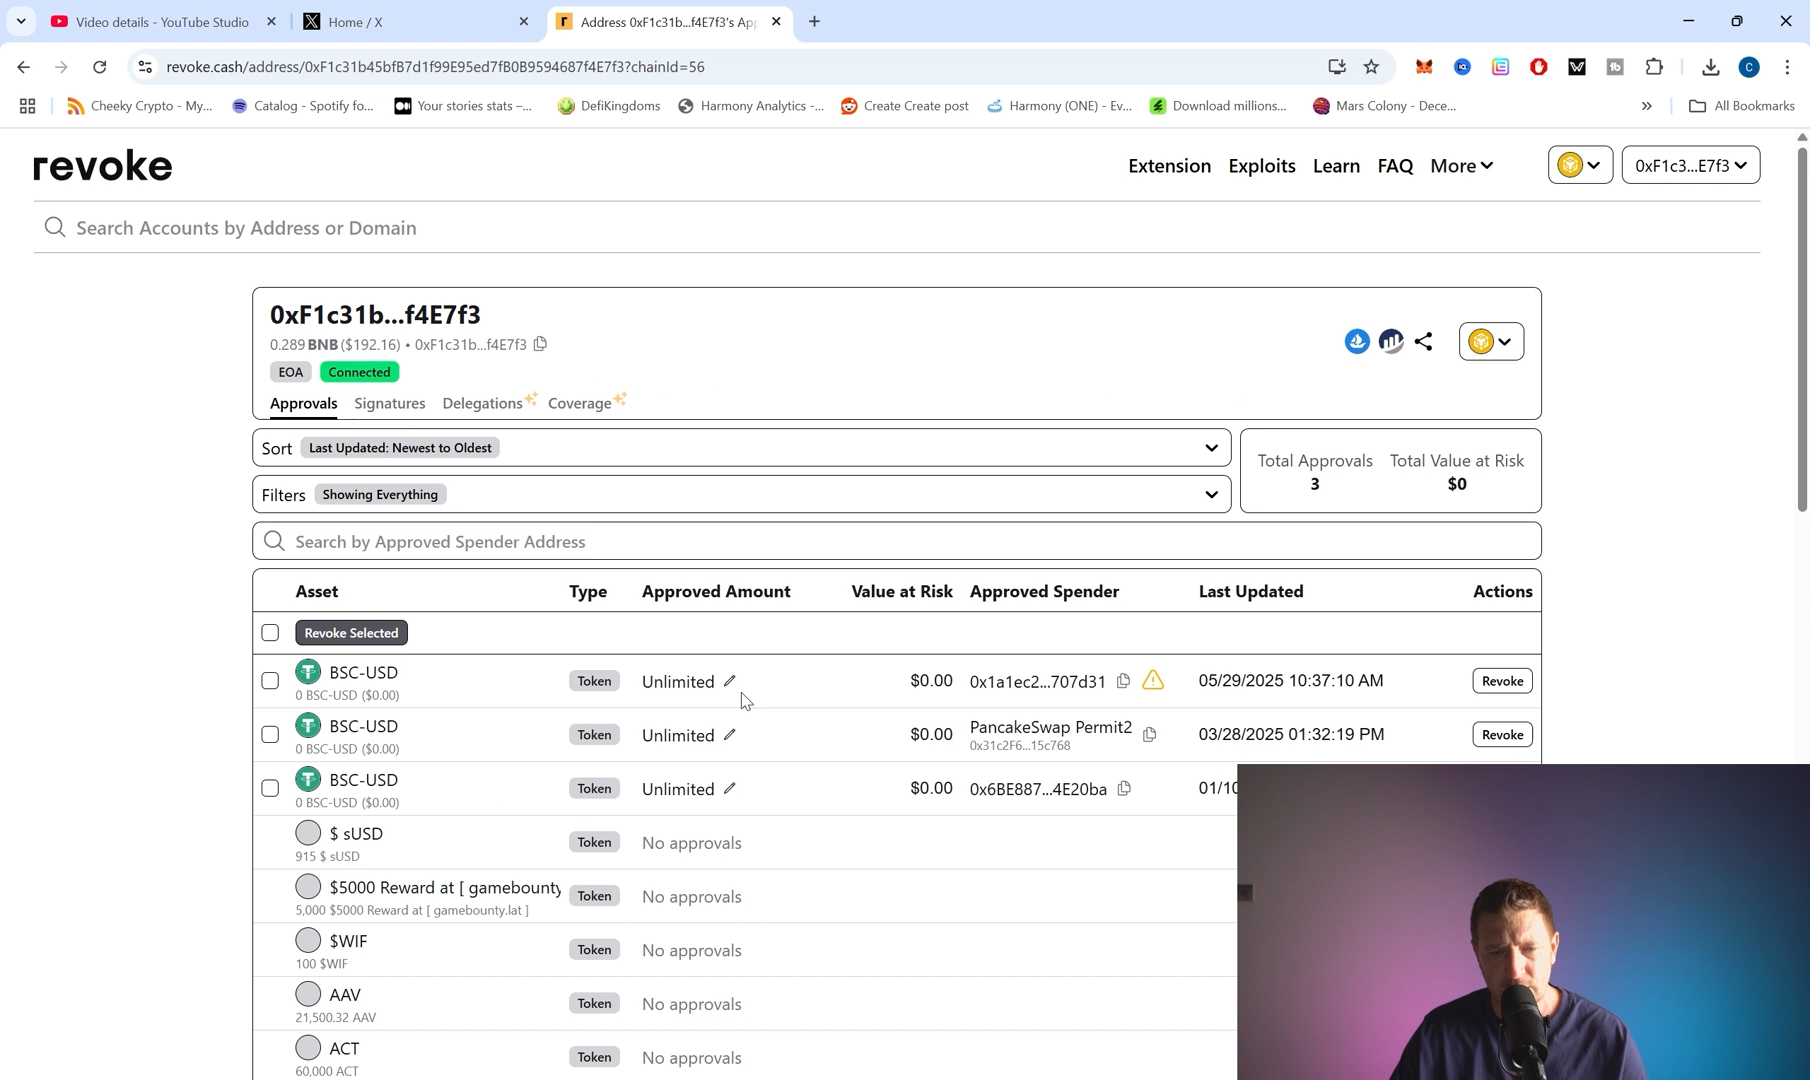 Video details - YouTube Studio
Home / X
Address 0xF1c31b...f4E7f3's App
revoke.cash/address/0xF1c31b45bfB7d1f99E95ed7fB0B9594687f4E7f3?chainId=56
Cheeky Crypto - My...
Catalog - Spotify fo...
Your stories stats -...
DefiKingdoms
Harmony Analytics -...
Create Create post
Harmony (ONE) - Ev...
Download millions...
Mars Colony - Dece...
All Bookmarks
revoke
Extension
Exploits
Learn
FAQ
More
0xF1c3...E7f3
Search Accounts by Address or Domain
0xF1c31b...f4E7f3
0.289 BNB ($192.16) • 0xF1c31b...f4E7f3
EOA
Connected
Approvals
Signatures
Delegations
Coverage
Sort Last Updated: Newest to Oldest
Filters Showing Everything
Total Approvals Total Value at Risk
3 $0
Search by Approved Spender Address
Asset Type Approved Amount Value at Risk Approved Spender Last Updated Actions
Revoke Selected
BSC-USD
0 BSC-USD ($0.00)
Token
Unlimited
$0.00
0x1a1ec2...707d31
05/29/2025 10:37:10 AM
Revoke
BSC-USD
0 BSC-USD ($0.00)
Token
Unlimited
$0.00
PancakeSwap Permit2
0x31c2F6...15c768
03/28/2025 01:32:19 PM
Revoke
BSC-USD
0 BSC-USD ($0.00)
Token
Unlimited
$0.00
0x6BE887...4E20ba
01/10
$ sUSD
915 $ sUSD
Token
No approvals
$5000 Reward at [ gamebounty
5,000 $5000 Reward at [ gamebounty.lat ]
Token
No approvals
$WIF
100 $WIF
Token
No approvals
AAV
21,500.32 AAV
Token
No approvals
ACT
60,000 ACT
Token
No approvals